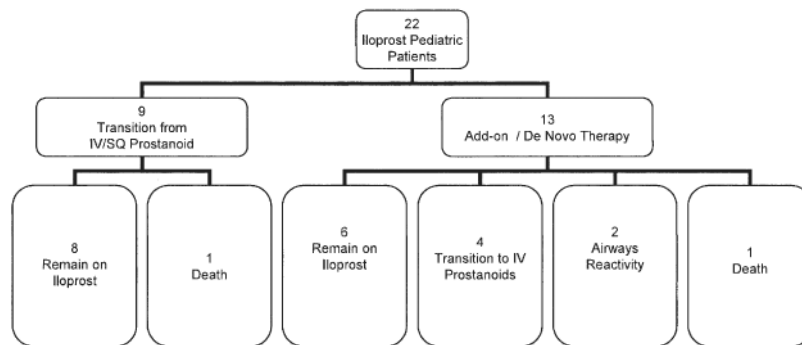 22
Iloprost Pediatric
Patients
9
Transition from
IV/SQ Prostanoid
13
Add-on / De Novo Therapy
8
Remain on
Iloprost
1
Death
6
Remain on
Iloprost
4
Transition to IV
Prostanoids
2
Airways
Reactivity
1
Death